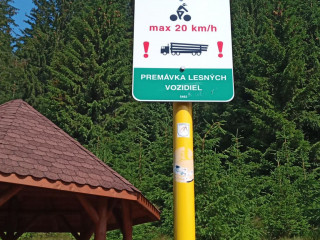 max 20 km/h
! !
PREMÁVKA LESNÝCH
VOZIDIEL